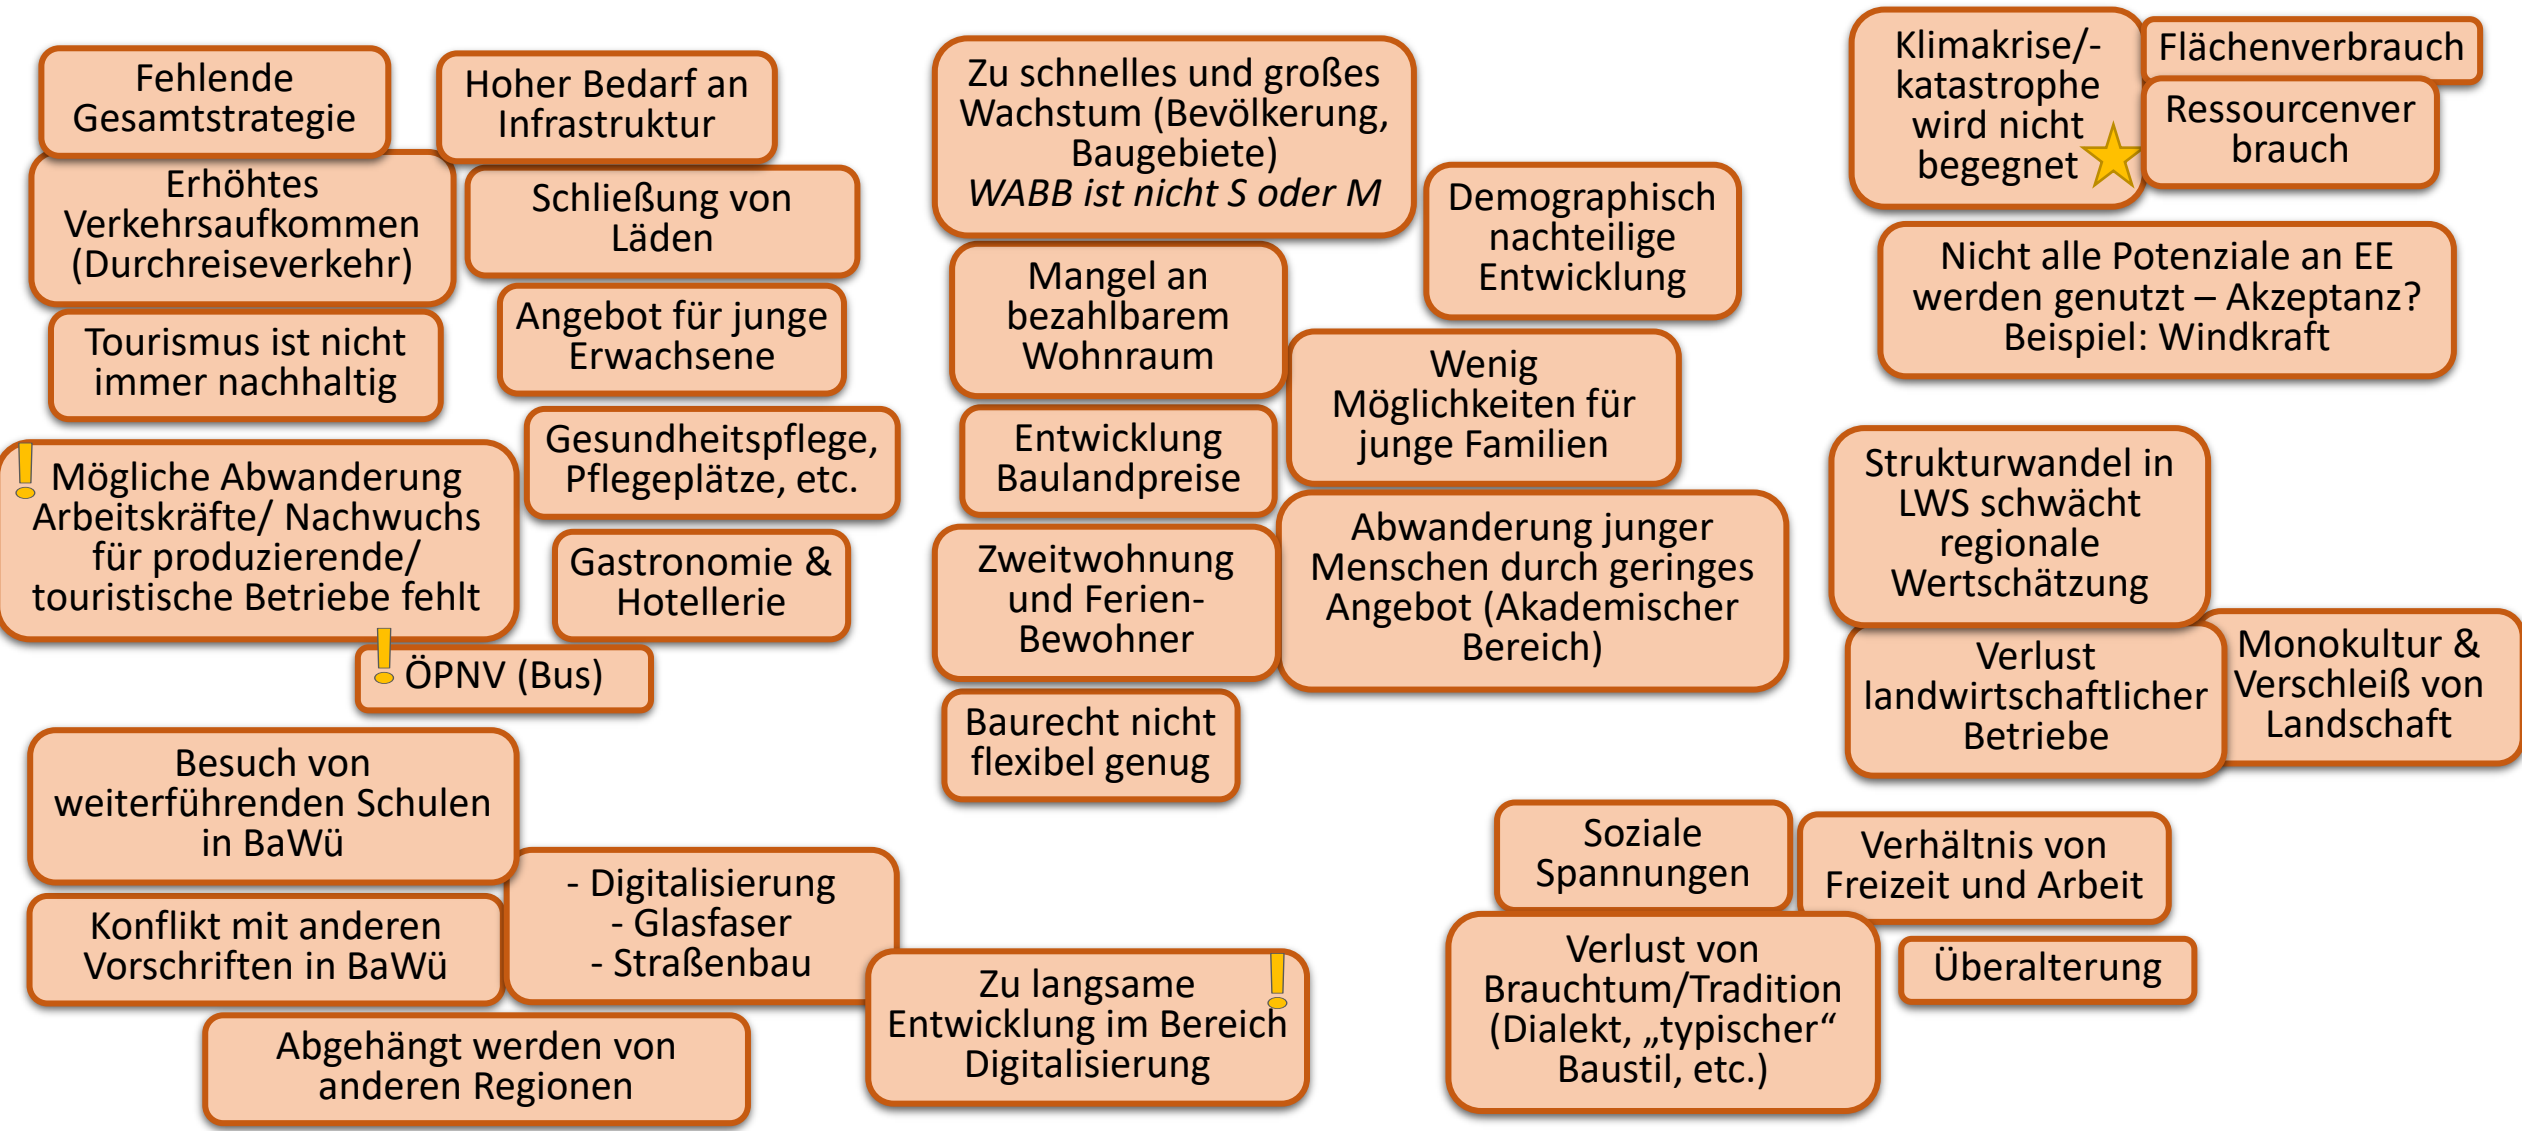 Fehlende
Gesamtstrategie
Erhöhtes
Verkehrsaufkommen
(Durchreiseverkehr)
Tourismus ist nicht
immer nachhaltig
Mögliche Abwanderung
Arbeitskräfte/ Nachwuchs
für produzierende/
touristische Betriebe fehlt
Hoher Bedarf an
Infrastruktur
Schließung von
Läden
Angebot für junge
Erwachsene
Gesundheitspflege,
Pflegeplätze, etc.
Gastronomie &
Hotellerie
ÖPNV (Bus)
Besuch von
weiterführenden Schulen
in BaWü
Konflikt mit anderen
Vorschriften in BaWü
- Digitalisierung
- Glasfaser
- Straßenbau
Zu langsame
Entwicklung im Bereich
Digitalisierung
Abgehängt werden von
anderen Regionen
Zu schnelles und großes
Wachstum (Bevölkerung,
Baugebiete)
WABB ist nicht S oder M
Mangel an
bezahlbarem
Wohnraum
Entwicklung
Baulandpreise
Zweitwohnung
und Ferien-
Bewohner
Baurecht nicht
flexibel genug
Demographisch
nachteilige
Entwicklung
Wenig
Möglichkeiten für
junge Familien
Abwanderung junger
Menschen durch geringes
Angebot (Akademischer
Bereich)
Klimakrise/-
katastrophe
wird nicht
begegnet
Flächenverbrauch
Ressourcenver
brauch
Nicht alle Potenziale an EE
werden genutzt – Akzeptanz?
Beispiel: Windkraft
Strukturwandel in
LWS schwächt
regionale
Wertschätzung
Verlust
landwirtschaftlicher
Betriebe
Monokultur &
Verschleiß von
Landschaft
Soziale
Spannungen
Verhältnis von
Freizeit und Arbeit
Verlust von
Brauchtum/Tradition
(Dialekt, „typischer“
Baustil, etc.)
Überalterung